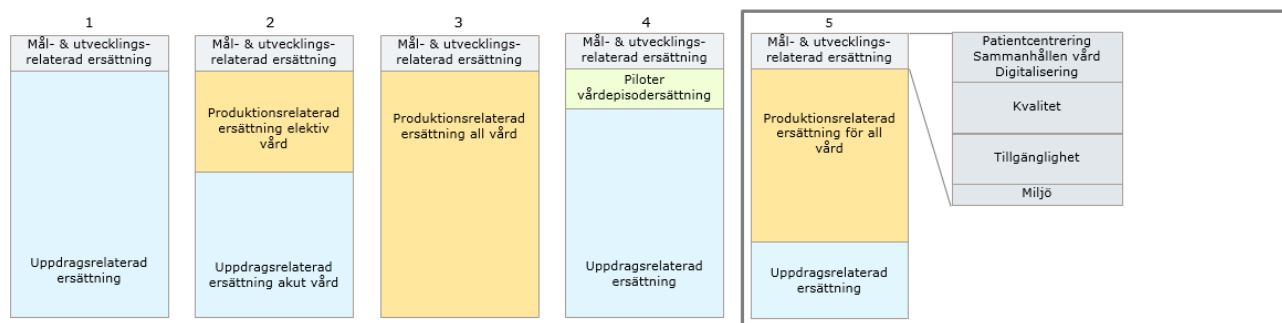 1
Mål- & utvecklings-
relaterad ersättning
Uppdragsrelaterad
ersättning
2
Mål- & utvecklings-
relaterad ersättning
Produktionsrelaterad
ersättning elektiv
vård
Uppdragsrelaterad
ersättning akut vård
3
Mål- & utvecklings-
relaterad ersättning
Produktionsrelaterad
ersättning all vård
4
Mål- & utvecklings-
relaterad ersättning
Piloter
vårdepisodersättning
Uppdragsrelaterad
ersättning
5
Mål- & utvecklings-
relaterad ersättning
Produktionsrelaterad
ersättning för all
vård
Uppdragsrelaterad
ersättning
Patientcentrering
Sammanhållen vård
Digitalisering
Kvalitet
Tillgänglighet
Miljö